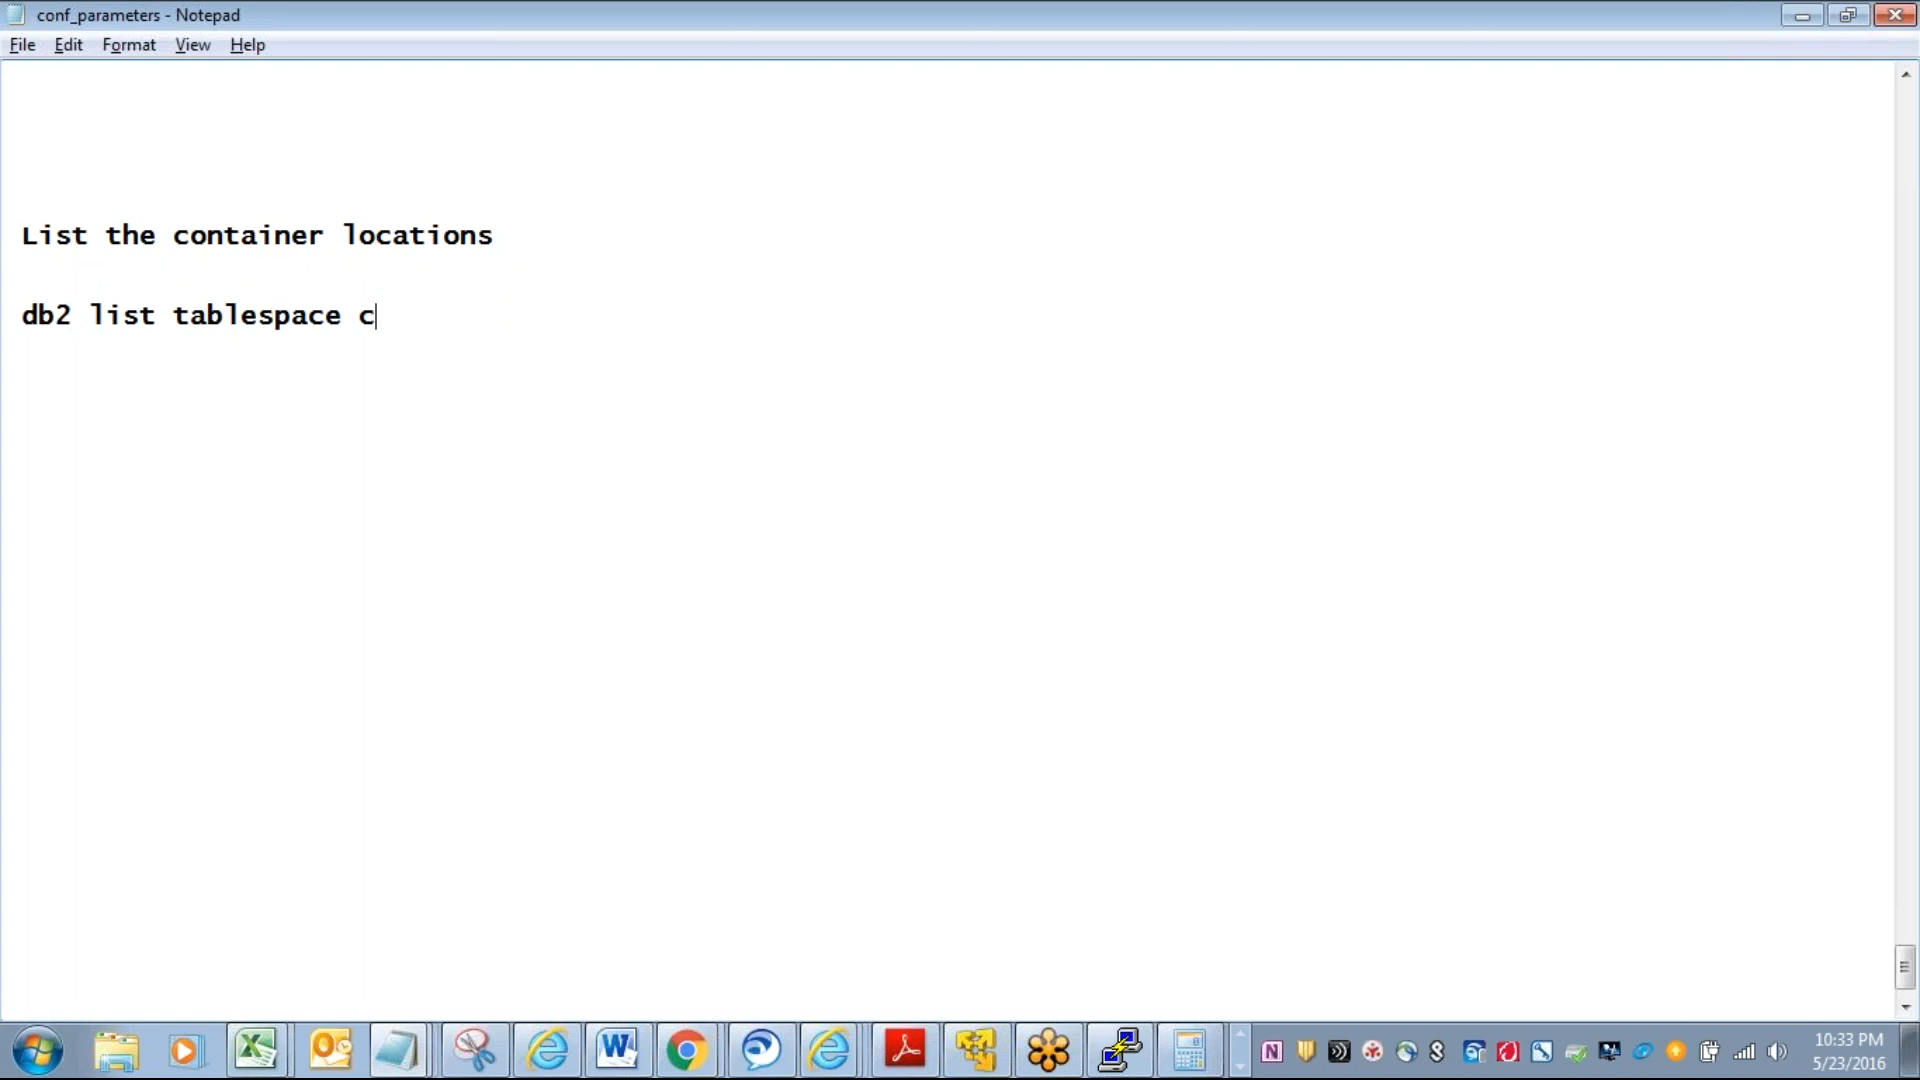 conf_parameters - Notepad
File Edit Format View Help
List the container locations
db2 list tablespace c
10:33 PM
5/23/2016